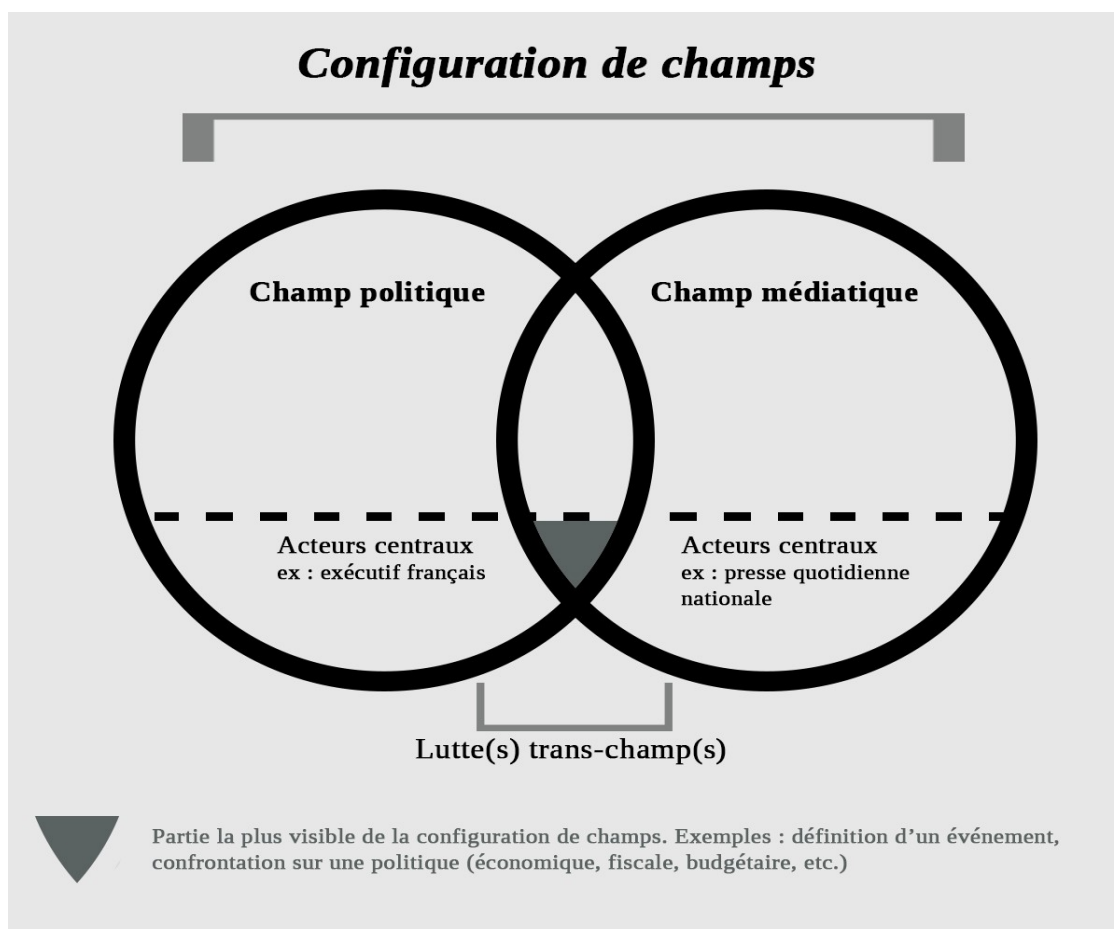 Configuration de champs
Champ politique
Champ médiatique
Acteurs centraux
ex : exécutif français
Acteurs centraux
ex : presse quotidienne
nationale
Lutte(s) trans-champ(s)
Partie la plus visible de la configuration de champs. Exemples : définition d’un événement,
confrontation sur une politique (économique, fiscale, budgétaire, etc.)